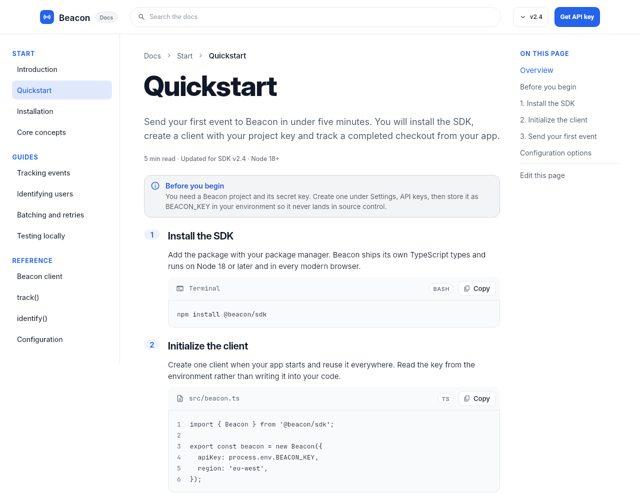 Beacon Docs
Search the docs
v2.4
Get API key
START
Introduction
Quickstart
Installation
Core concepts
GUIDES
Tracking events
Identifying users
Batching and retries
Testing locally
REFERENCE
Beacon client
track()
identify()
Configuration
Docs > Start > Quickstart
Quickstart
Send your first event to Beacon in under five minutes. You will install the SDK,
create a client with your project key and track a completed checkout from your app.
5 min read · Updated for SDK v2.4 · Node 18+
Before you begin
You need a Beacon project and its secret key. Create one under Settings, API keys, then store it as
BEACON_KEY in your environment so it never lands in source control.
1 Install the SDK
Add the package with your package manager. Beacon ships its own TypeScript types and
runs on Node 18 or later and in every modern browser.
Terminal BASH Copy
npm install @beacon/sdk
2 Initialize the client
Create one client when your app starts and reuse it everywhere. Read the key from the
environment rather than writing it into your code.
src/beacon.ts TS Copy
1 import { Beacon } from '@beacon/sdk';
2
3 export const beacon = new Beacon({
4 apiKey: process.env.BEACON_KEY,
5 region: 'eu-west',
6 });
ON THIS PAGE
Overview
Before you begin
1. Install the SDK
2. Initialize the client
3. Send your first event
Configuration options
Edit this page